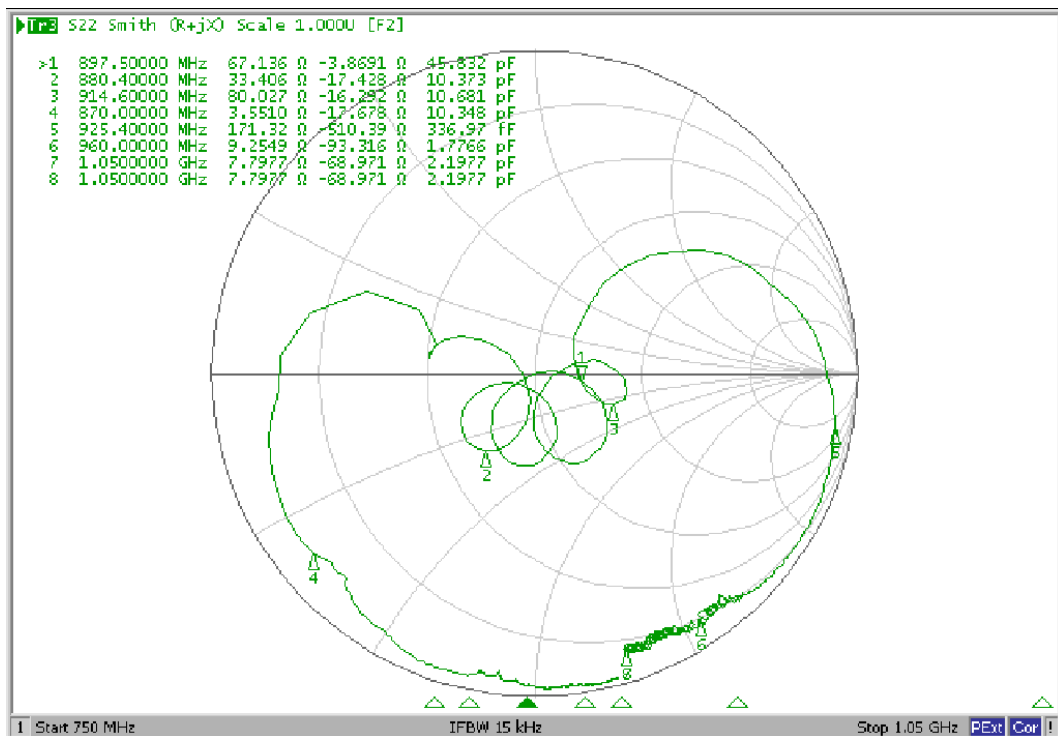 ▶Tr3 S22 Smith (R+jX) Scale 1.000U [F2]
>1 897.50000 MHz 67.136 Ω -3.8691 Ω 45.832 pF
2 880.40000 MHz 33.406 Ω -17.428 Ω 10.373 pF
3 914.60000 MHz 80.027 Ω -16.292 Ω 10.681 pF
4 870.00000 MHz 3.5510 Ω -17.678 Ω 10.348 pF
5 925.40000 MHz 171.32 Ω -510.39 Ω 336.97 fF
6 960.00000 MHz 9.2549 Ω -93.316 Ω 1.7766 pF
7 1.0500000 GHz 7.7977 Ω -68.971 Ω 2.1977 pF
8 1.0500000 GHz 7.7977 Ω -68.971 Ω 2.1977 pF
1
3
5
2
4
6
8
1 Start 750 MHz IFBW 15 kHz Stop 1.05 GHz PExt Cor !